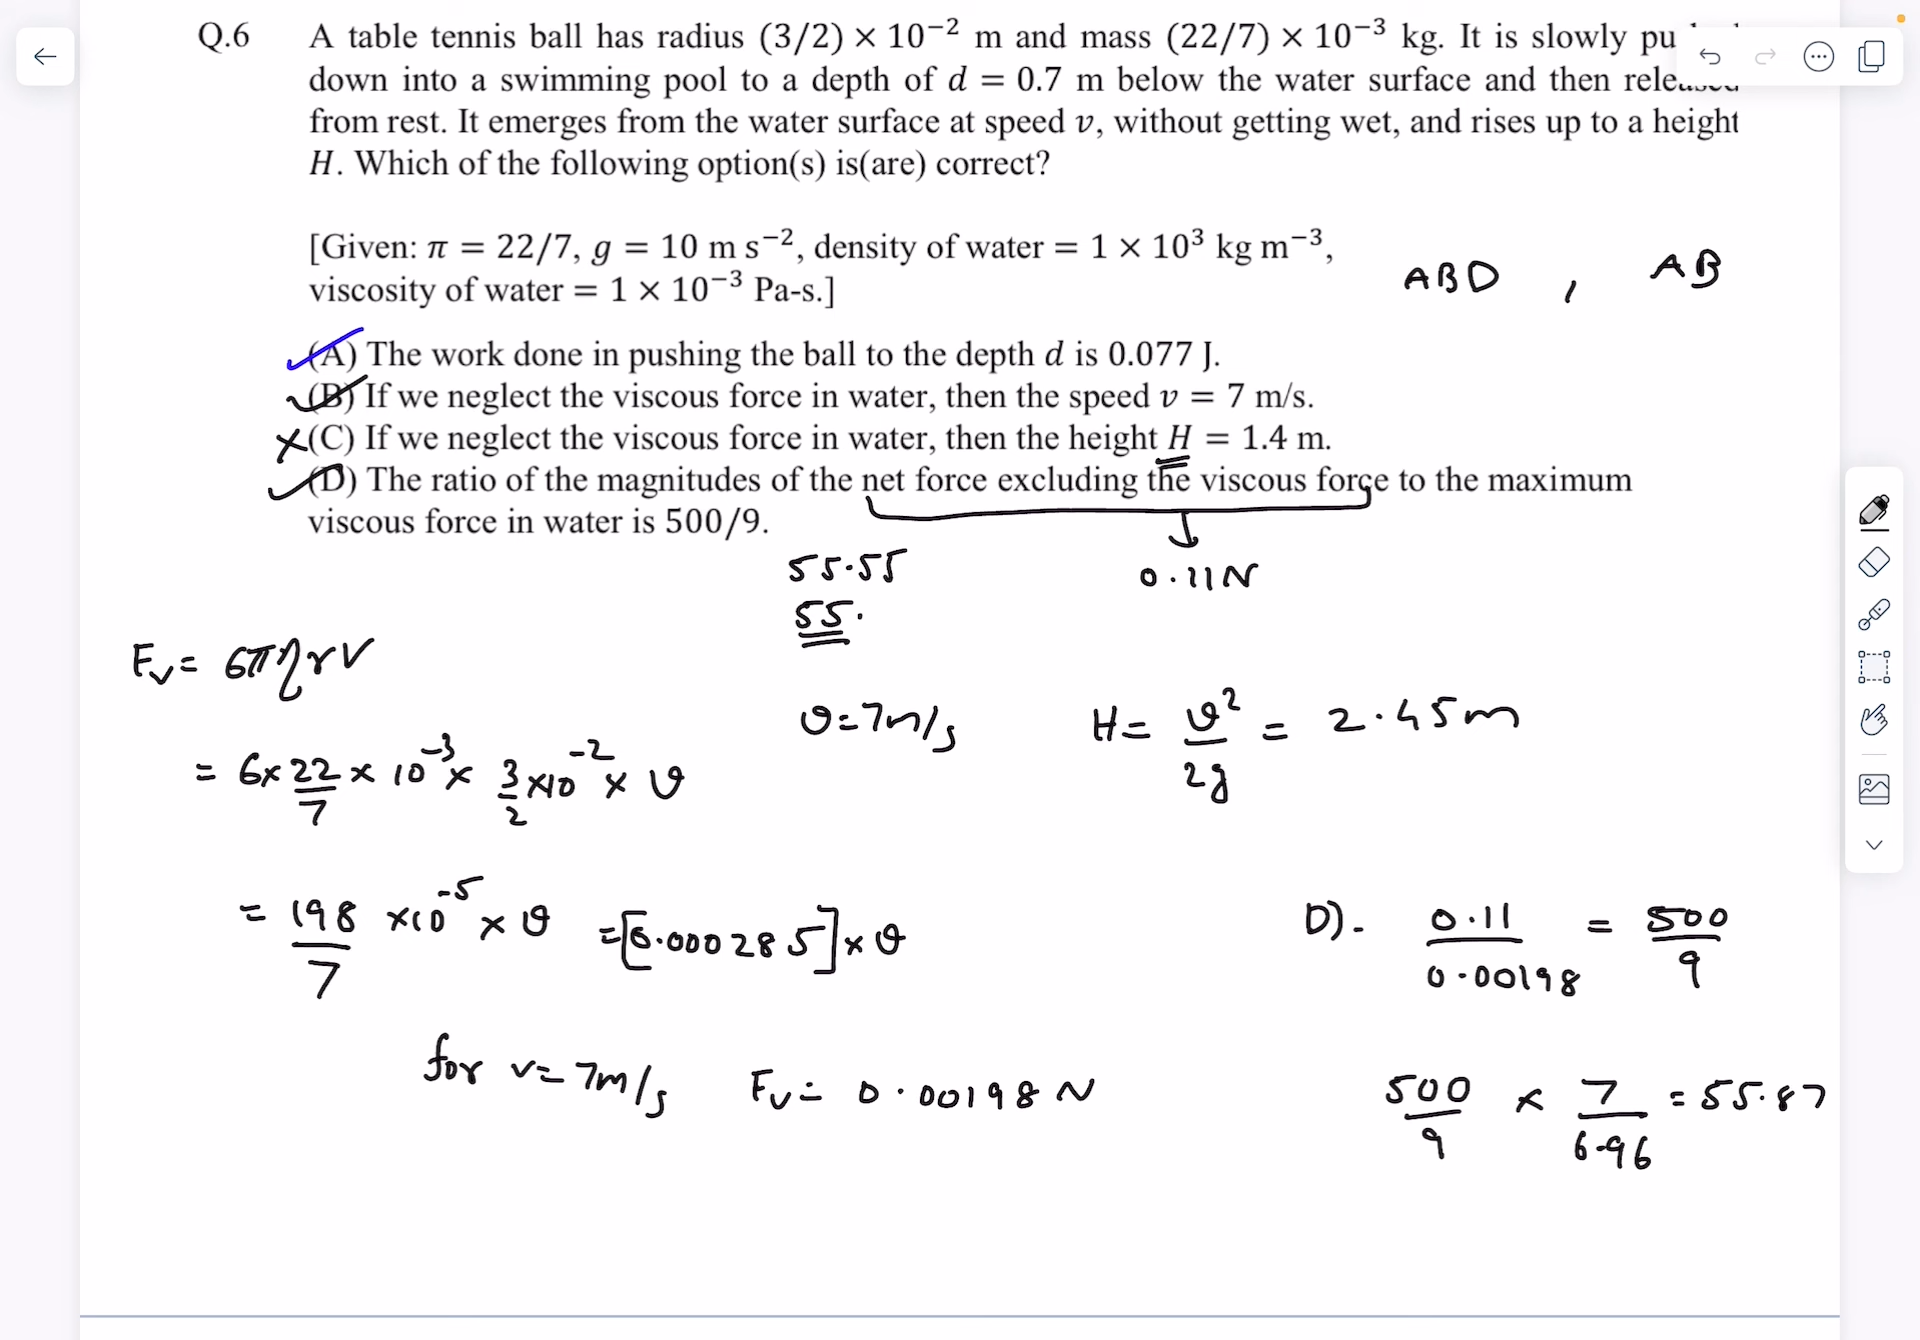 Q.6 A table tennis ball has radius (3/2) × 10⁻² m and mass (22/7) × 10⁻³ kg. It is slowly
down into a swimming pool to a depth of d = 0.7 m below the water surface and then released
from rest. It emerges from the water surface at speed v, without getting wet, and rises up to a height
H. Which of the following option(s) is(are) correct?
[Given: π = 22/7, g = 10 m s⁻², density of water = 1 × 10³ kg m⁻³,
viscosity of water = 1 × 10⁻³ Pa-s.]
ABD , AB
(A) The work done in pushing the ball to the depth d is 0.077 J.
(B) If we neglect the viscous force in water, then the speed v = 7 m/s.
(C) If we neglect the viscous force in water, then the height H = 1.4 m.
(D) The ratio of the magnitudes of the net force excluding the viscous force to the maximum
viscous force in water is 500/9.
55.55
0.11N
55.
Fv = 6πηrv
v=7m/s
H = v²/2g = 2.45m
= 6×22/7 × 10⁻³ × 3/2 ×10⁻² × v
= 198/7 ×10⁻⁵ × v =[0.000285]×v
D). 0.11/0.00198 = 500/9
for v= 7m/s Fv = 0.00198 N
500/9 × 7/6.96 = 55.87